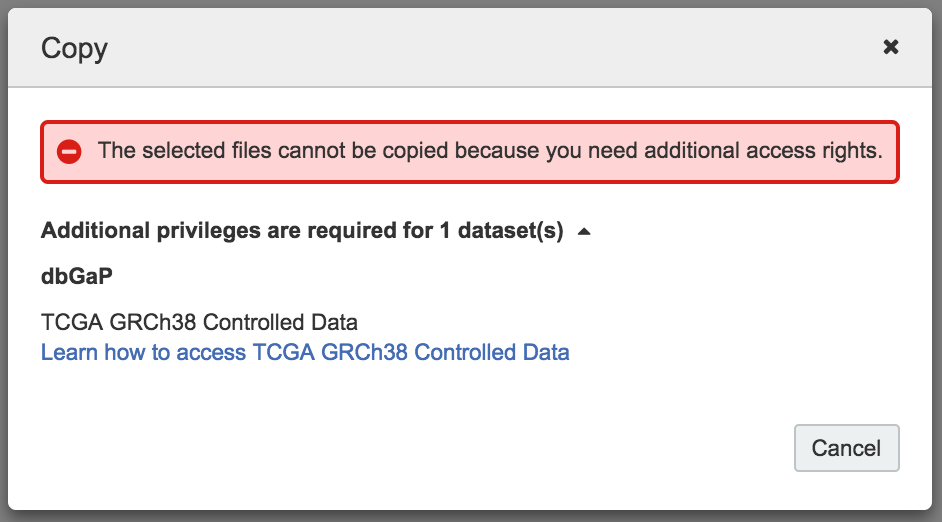 Copy
The selected files cannot be copied because you need additional access rights.
Additional privileges are required for 1 dataset(s)
dbGaP
TCGA GRCh38 Controlled Data
Learn how to access TCGA GRCh38 Controlled Data
Cancel